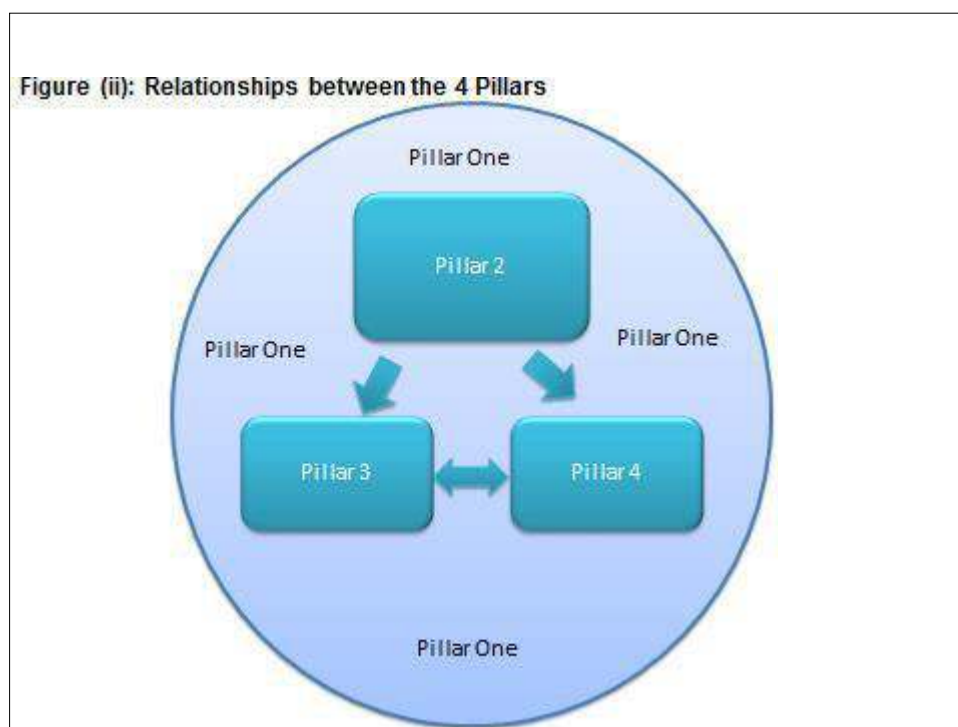 Figure (ii): Relationships between the 4 Pillars
Pillar One
Pillar 2
Pillar One
Pillar One
Pillar 3
Pillar 4
Pillar One